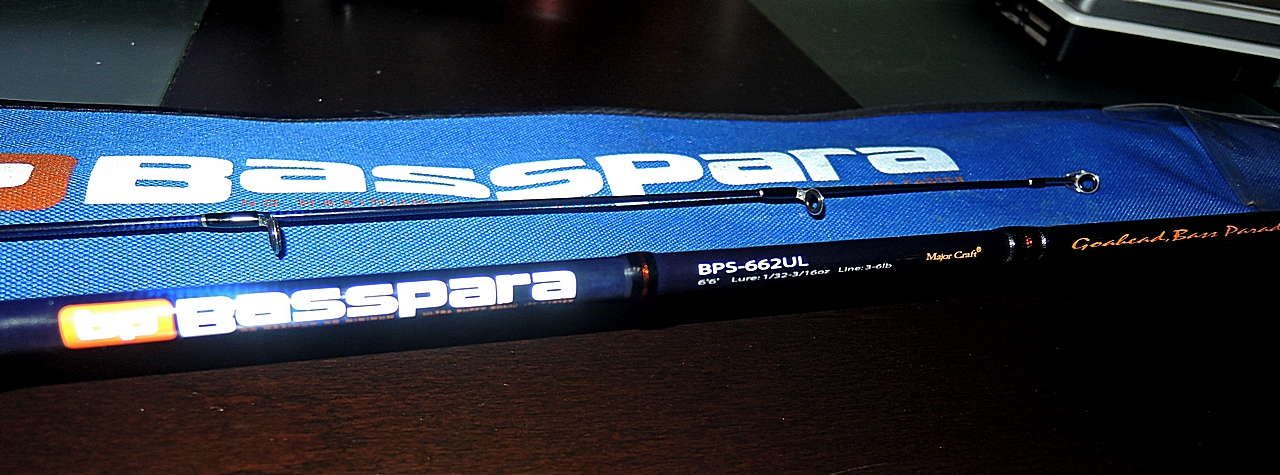 Basspara
bp Basspara
BPS-662UL
6'6" Lure: 1/32-3/16oz Line: 3-6lb
Major Craft®
Goahead, Bass Parad